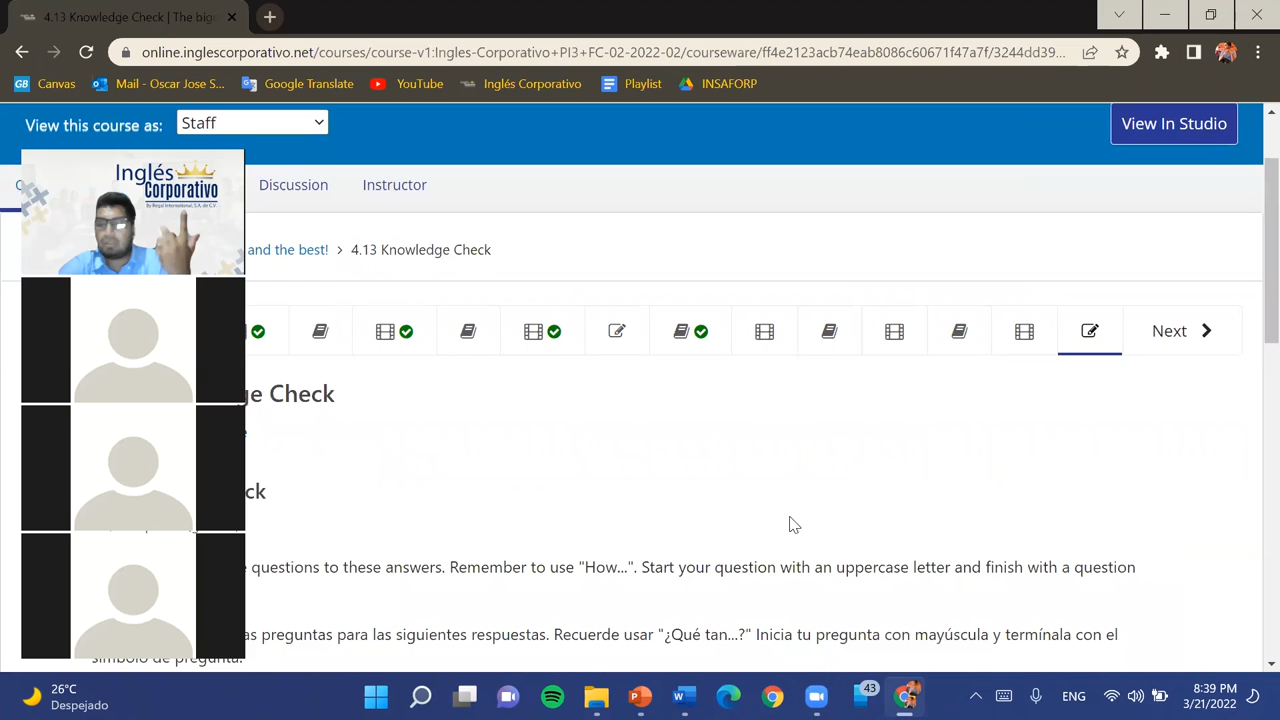 4.13 Knowledge Check | The big
online.inglescorporativo.net/courses/course-v1:Ingles-Corporativo+PI3+FC-02-2022-02/courseware/ff4e2123acb74eab8086c60671f47a7f/3244dd39...
GB Canvas Mail - Oscar Jose S... Google Translate YouTube Inglés Corporativo Playlist INSAFORP
View this course as: Staff View In Studio
Inglés
Corporativo
By Regal International, S.A. de C.V.
Discussion Instructor
and the best! > 4.13 Knowledge Check
Next
ge Check
ck
questions to these answers. Remember to use "How...". Start your question with an uppercase letter and finish with a question
as preguntas para las siguientes respuestas. Recuerde usar "¿Qué tan...?" Inicia tu pregunta con mayúscula y termínala con el
símbolo de pregunta.
26°C
Despejado
43
ENG
8:39 PM
3/21/2022